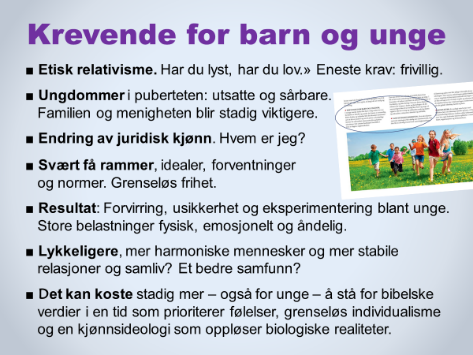 Krevende for barn og unge
■ Etisk relativisme. Har du lyst, har du lov.» Eneste krav: frivillig.
■ Ungdommer i puberteten: utsatte og sårbare.
Familien og menigheten blir stadig viktigere.
■ Endring av juridisk kjønn. Hvem er jeg?
■ Svært få rammer, idealer, forventninger
og normer. Grenseløs frihet.
■ Resultat: Forvirring, usikkerhet og eksperimentering blant unge.
Store belastninger fysisk, emosjonelt og åndelig.
■ Lykkeligere, mer harmoniske mennesker og mer stabile
relasjoner og samliv? Et bedre samfunn?
■ Det kan koste stadig mer – også for unge – å stå for bibelske
verdier i en tid som prioriterer følelser, grenseløs individualisme
og en kjønnsideologi som oppløser biologiske realiteter.